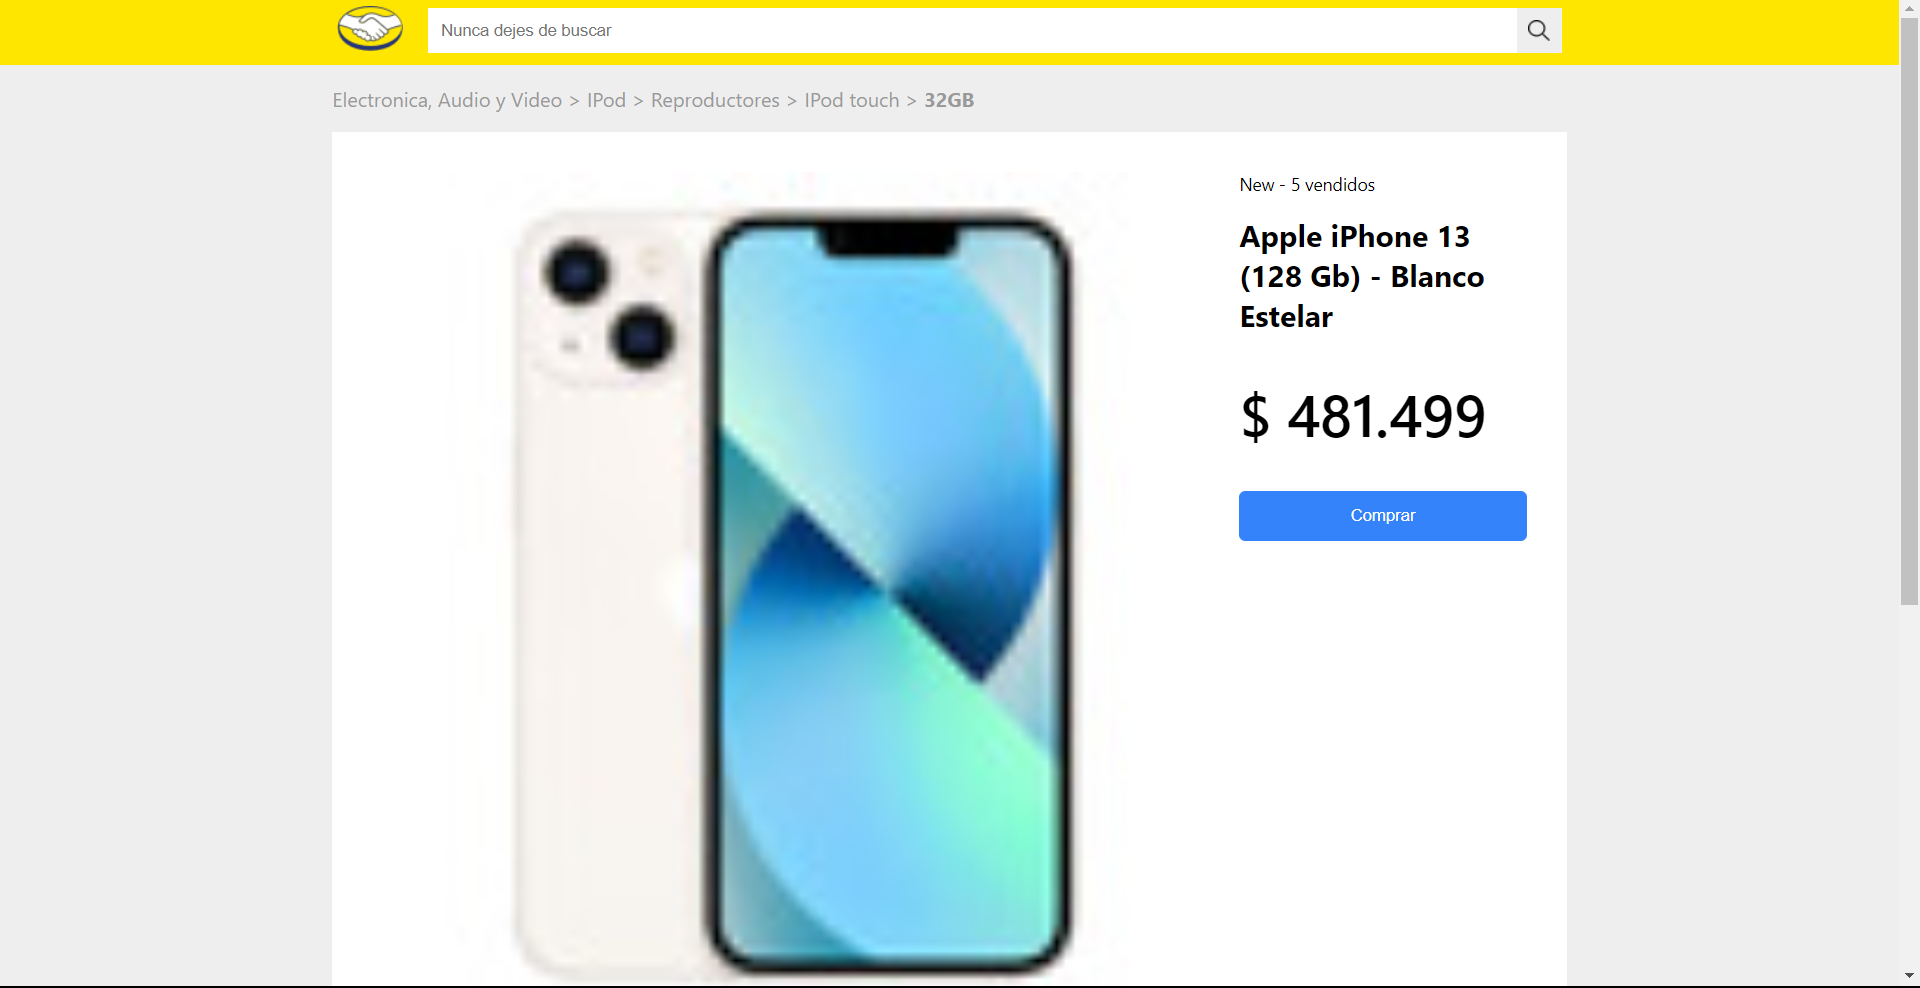 Nunca dejes de buscar
Electronica, Audio y Video > IPod > Reproductores > IPod touch > 32GB
New - 5 vendidos
Apple iPhone 13
(128 Gb) - Blanco
Estelar
$ 481.499
Comprar